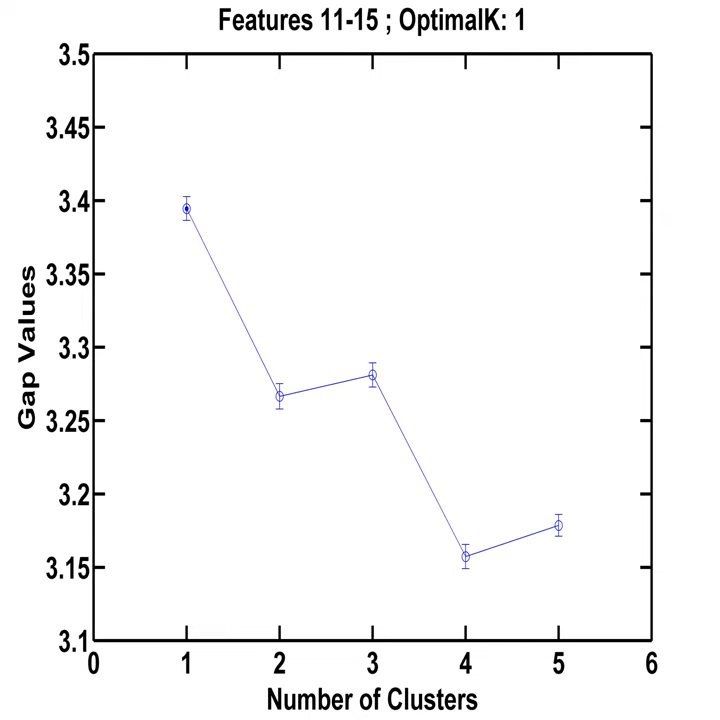 Features 11-15 ; OptimalK: 1
3.5
3.45
3.4
3.35
3.3
3.25
3.2
3.15
3.1
Gap Values
0 1 2 3 4 5 6
Number of Clusters